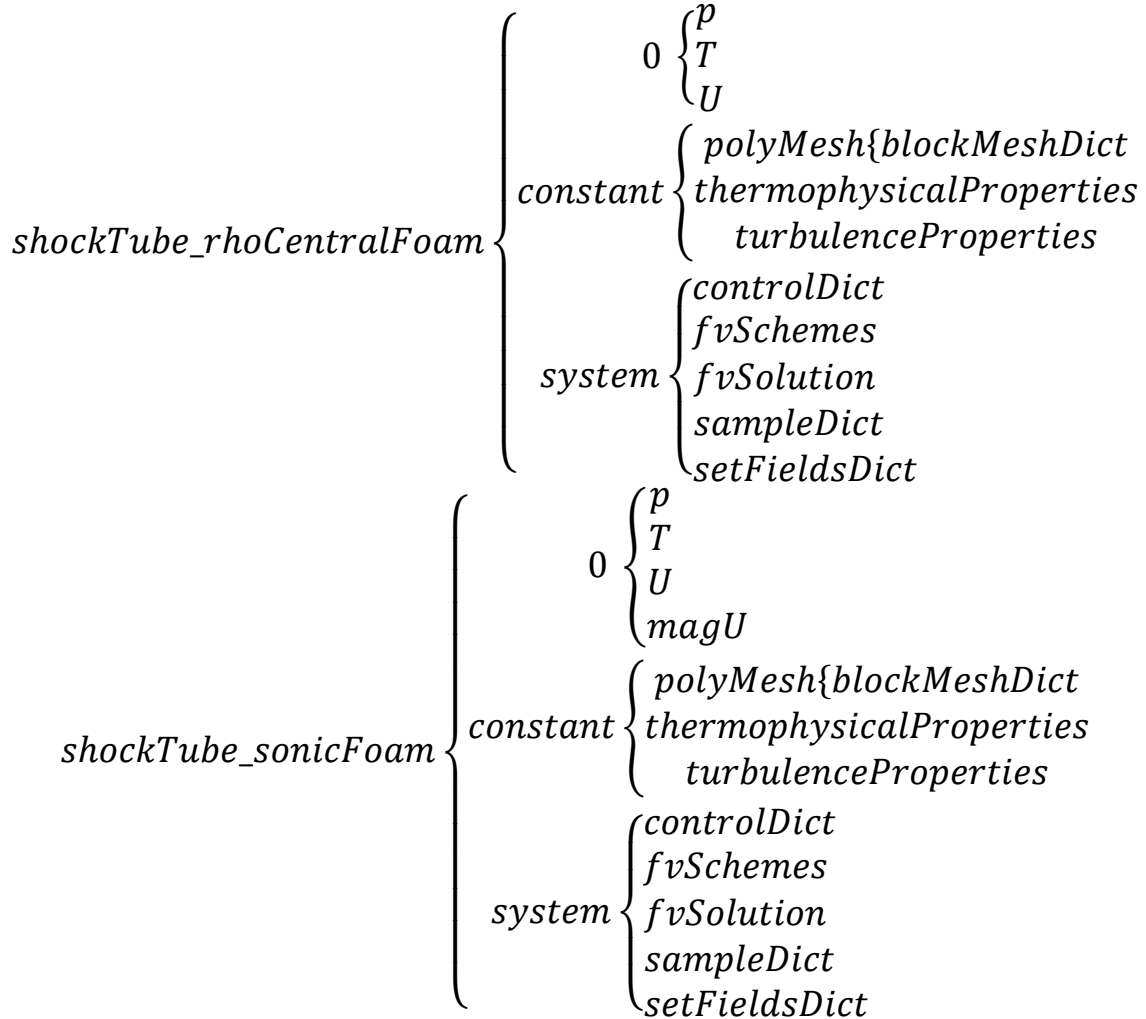 p
0 T
U
polyMesh{blockMeshDict
constant thermophysicalProperties
turbulenceProperties
shockTube_rhoCentralFoam
controlDict
fvSchemes
system fvSolution
sampleDict
setFieldsDict
p
T
0 U
magU
polyMesh{blockMeshDict
constant thermophysicalProperties
turbulenceProperties
shockTube_sonicFoam
controlDict
fvSchemes
system fvSolution
sampleDict
setFieldsDict